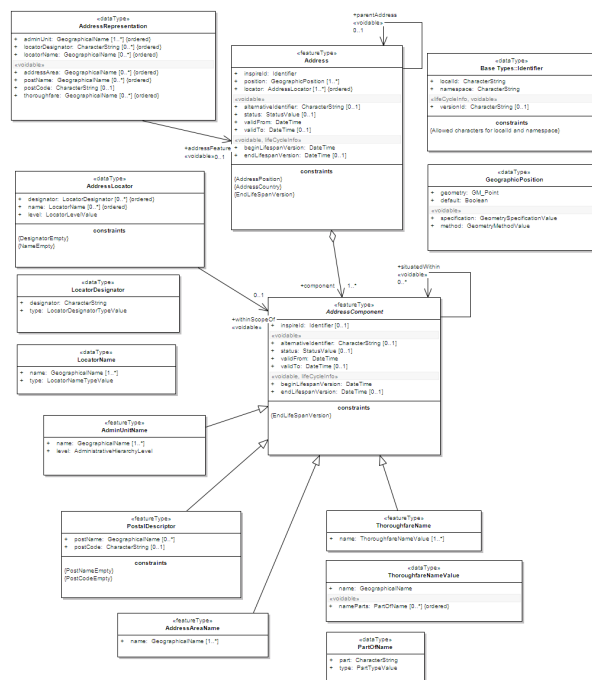 «dataType»
AddressRepresentation
+ adminUnit: GeographicalName [1..*] {ordered}
+ locatorDesignator: CharacterString [0..*] {ordered}
+ locatorName: GeographicalName [0..*] {ordered}
«voidable»
+ addressArea: GeographicalName [0..*] {ordered}
+ postName: GeographicalName [0..*] {ordered}
+ postCode: CharacterString [0..1]
+ thoroughfare: GeographicalName [0..*] {ordered}
+parentAddress
«voidable»
0..1
«featureType»
Address
+ inspireId: Identifier
+ position: GeographicPosition [1..*]
+ locator: AddressLocator [1..*] {ordered}
«voidable»
+ alternativeIdentifier: CharacterString [0..1]
+ status: StatusValue [0..1]
+ validFrom: DateTime
+ validTo: DateTime [0..1]
«voidable, lifeCycleInfo»
+ beginLifespanVersion: DateTime
+ endLifespanVersion: DateTime [0..1]
constraints
{AddressPosition}
{AddressCountry}
{EndLifeSpanVersion}
«dataType»
Base Types::Identifier
+ localId: CharacterString
+ namespace: CharacterString
«lifeCycleInfo, voidable»
+ versionId: CharacterString [0..1]
constraints
{Allowed characters for localId and namespace}
+addressFeature
«voidable» 0..1
«dataType»
GeographicPosition
+ geometry: GM_Point
+ default: Boolean
«voidable»
+ specification: GeometrySpecificationValue
+ method: GeometryMethodValue
«dataType»
AddressLocator
+ designator: LocatorDesignator [0..*] {ordered}
+ name: LocatorName [0..*] {ordered}
+ level: LocatorLevelValue
constraints
{DesignatorEmpty}
{NameEmpty}
+situatedWithin
«voidable»
0..*
+component 1..*
0..1
+withinScopeOf
«voidable»
«featureType»
AddressComponent
+ inspireId: Identifier [0..1]
«voidable»
+ alternativeIdentifier: CharacterString [0..1]
+ status: StatusValue [0..1]
+ validFrom: DateTime
+ validTo: DateTime [0..1]
«voidable, lifeCycleInfo»
+ beginLifespanVersion: DateTime
+ endLifespanVersion: DateTime [0..1]
constraints
{EndLifeSpanVersion}
«dataType»
LocatorDesignator
+ designator: CharacterString
+ type: LocatorDesignatorTypeValue
«dataType»
LocatorName
+ name: GeographicalName [1..*]
+ type: LocatorNameTypeValue
«featureType»
AdminUnitName
+ name: GeographicalName [1..*]
+ level: AdministrativeHierarchyLevel
«featureType»
PostalDescriptor
+ postName: GeographicalName [0..*]
+ postCode: CharacterString [0..1]
constraints
{PostNameEmpty}
{PostCodeEmpty}
«featureType»
ThoroughfareName
+ name: ThoroughfareNameValue [1..*]
«dataType»
ThoroughfareNameValue
+ name: GeographicalName
«voidable»
+ nameParts: PartOfName [0..*] {ordered}
«featureType»
AddressAreaName
+ name: GeographicalName [1..*]
«dataType»
PartOfName
+ part: CharacterString
+ type: PartTypeValue